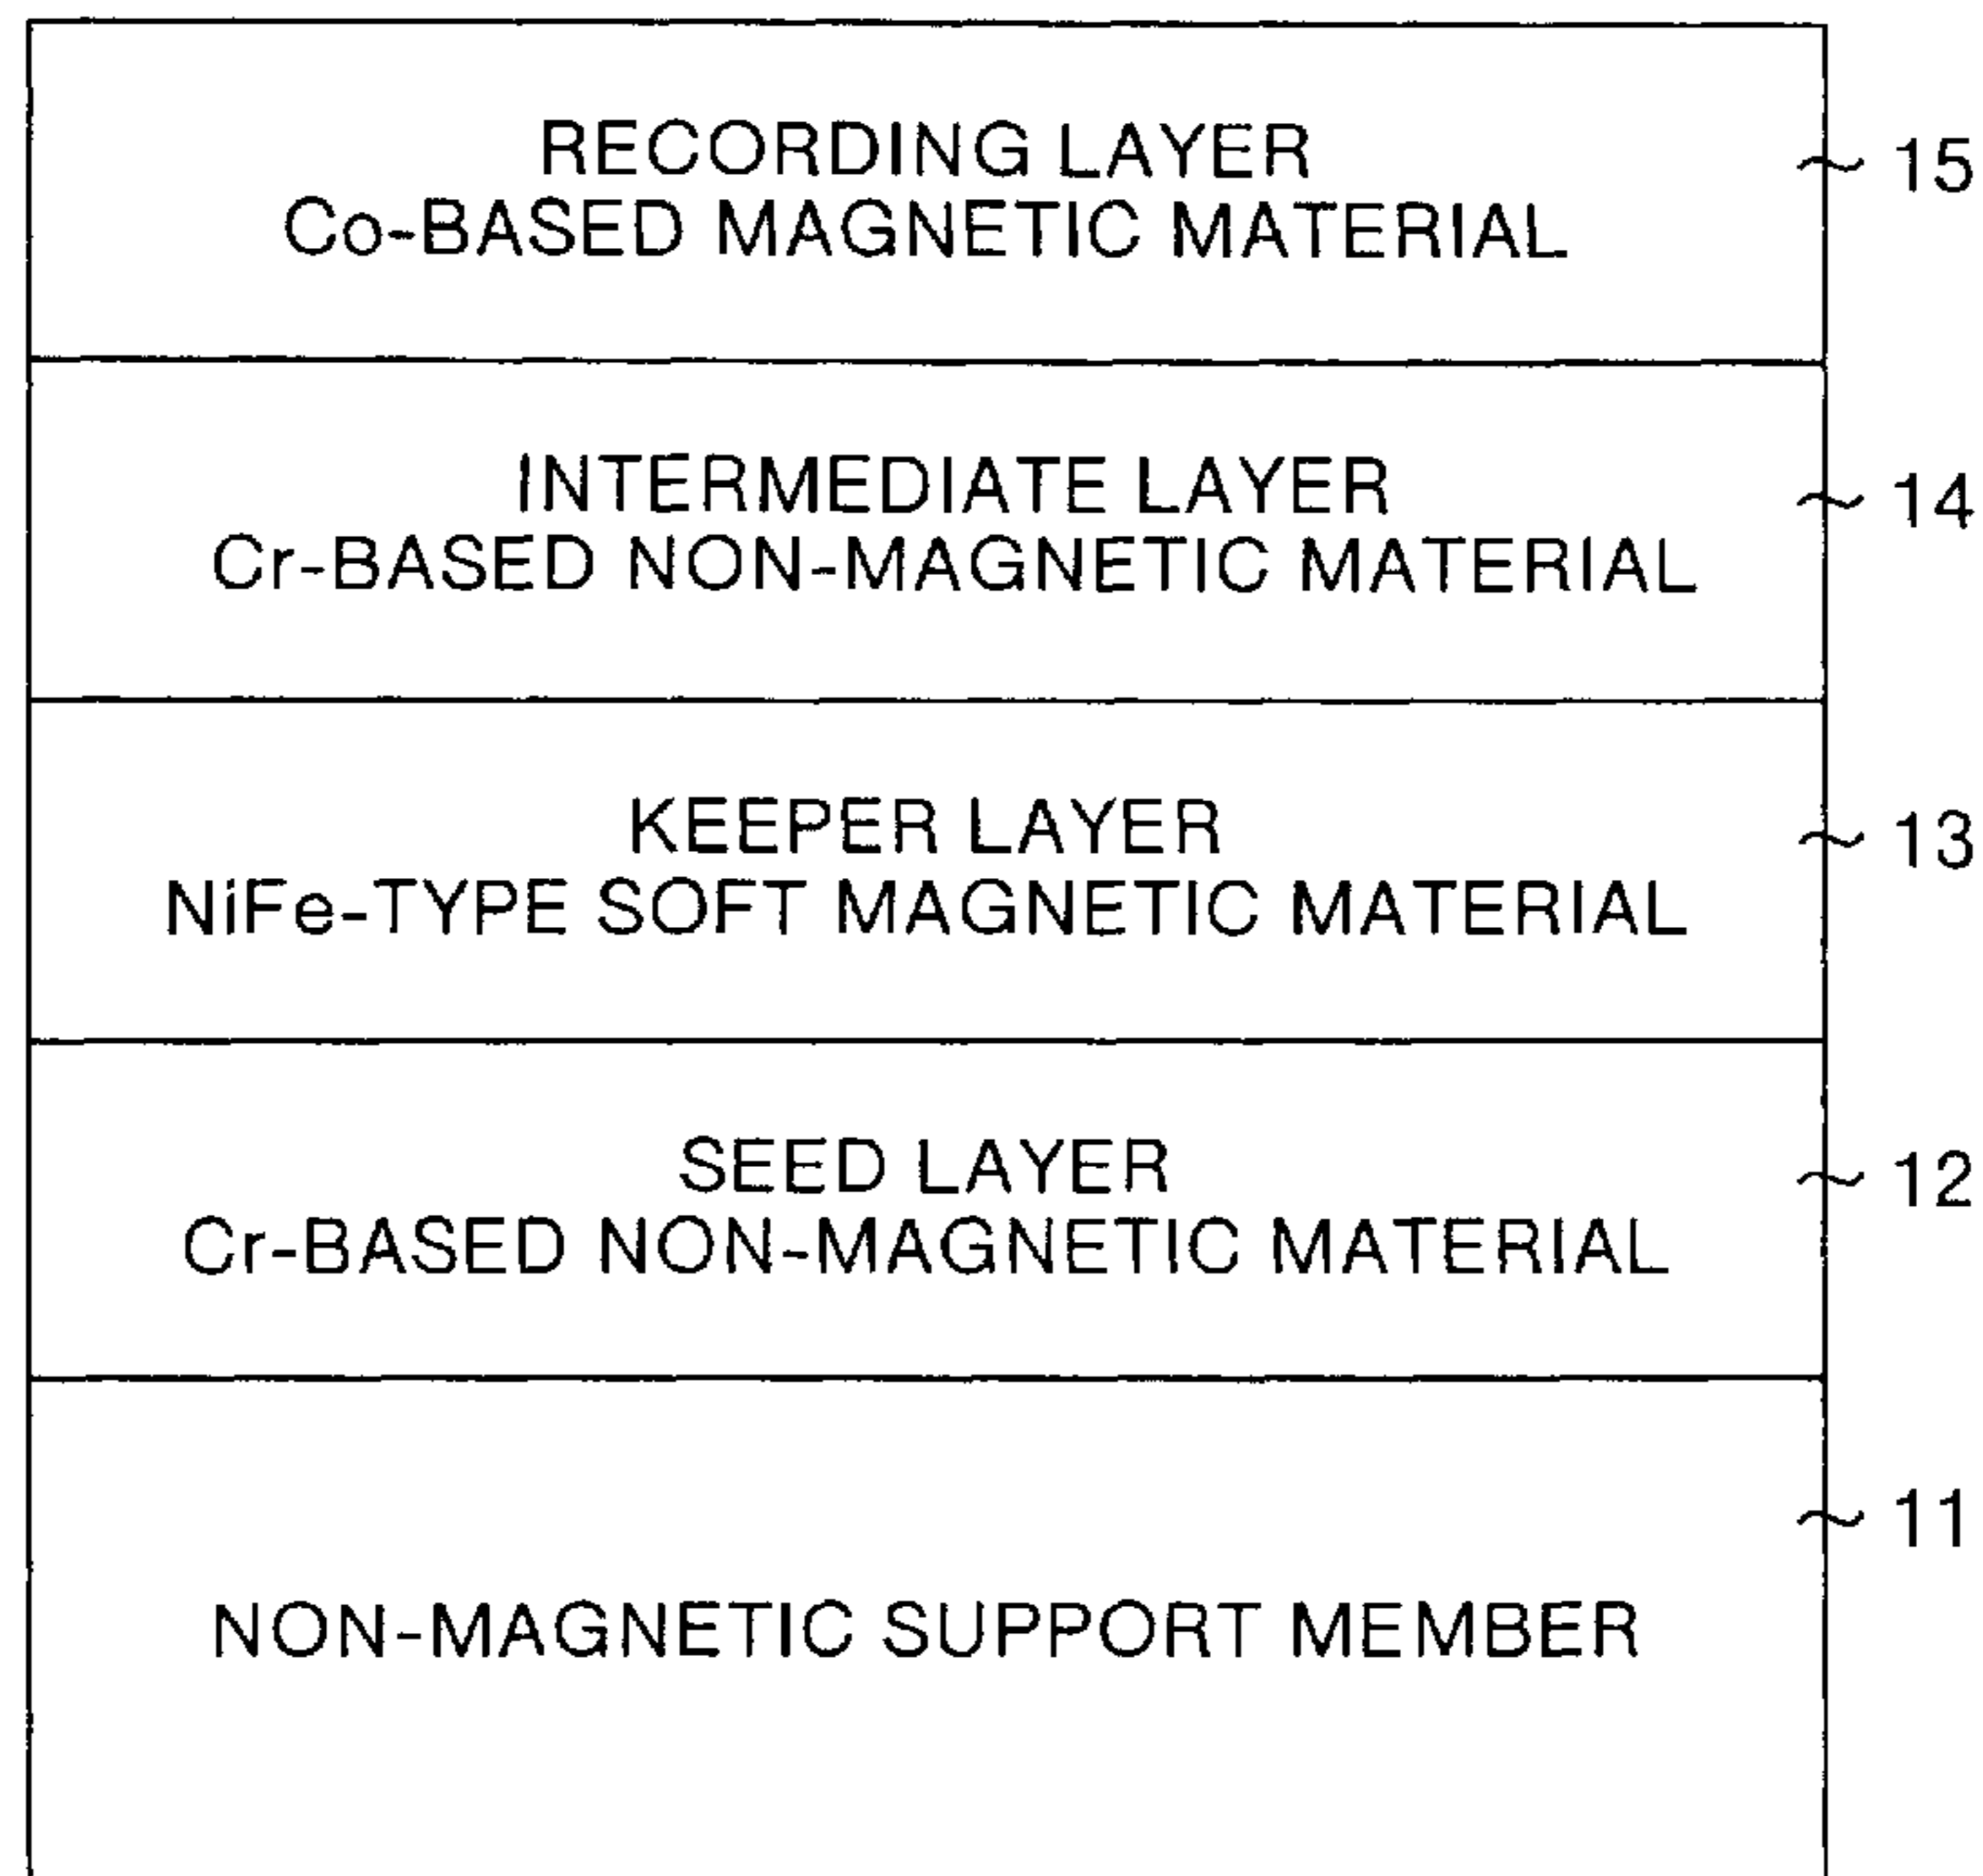 RECORDING LAYER
Co-BASED MAGNETIC MATERIAL
15
INTERMEDIATE LAYER
Cr-BASED NON-MAGNETIC MATERIAL
14
KEEPER LAYER
NiFe-TYPE SOFT MAGNETIC MATERIAL
13
SEED LAYER
Cr-BASED NON-MAGNETIC MATERIAL
12
11
NON-MAGNETIC SUPPORT MEMBER